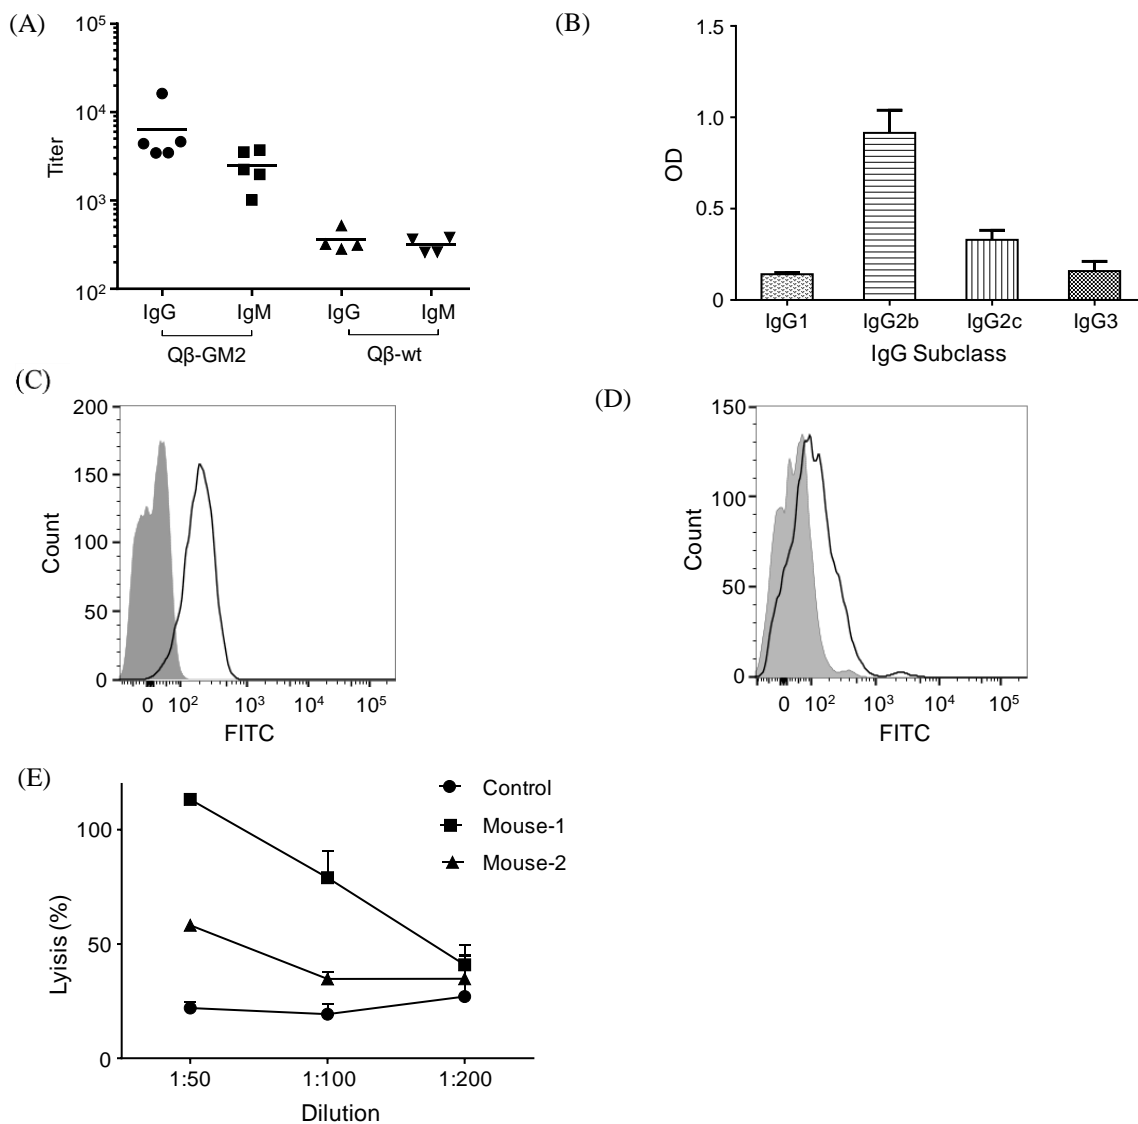 (A)
10⁵
10⁴
10³
10²
Titer
IgG
IgM
IgG
IgM
Qβ-GM2
Qβ-wt
(B)
1.5
1.0
0.5
0
OD
IgG1
IgG2b
IgG2c
IgG3
IgG Subclass
(C)
200
150
100
50
0
Count
0 10² 10³ 10⁴ 10⁵
FITC
(D)
150
100
50
0
Count
0 10² 10³ 10⁴ 10⁵
FITC
(E)
100
50
0
Lyisis (%)
Control
Mouse-1
Mouse-2
1:50
1:100
1:200
Dilution